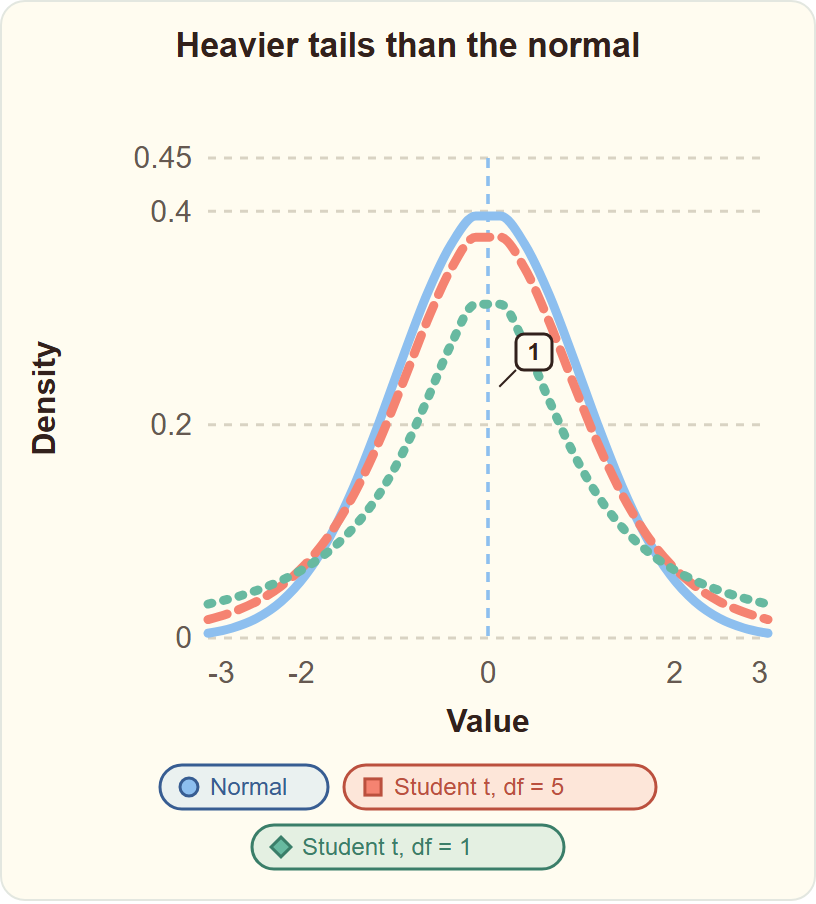 Heavier tails than the normal
0.45
0.4
0.2
0
Density
1
-3 -2 0 2 3
Value
Normal
Student t, df = 5
Student t, df = 1